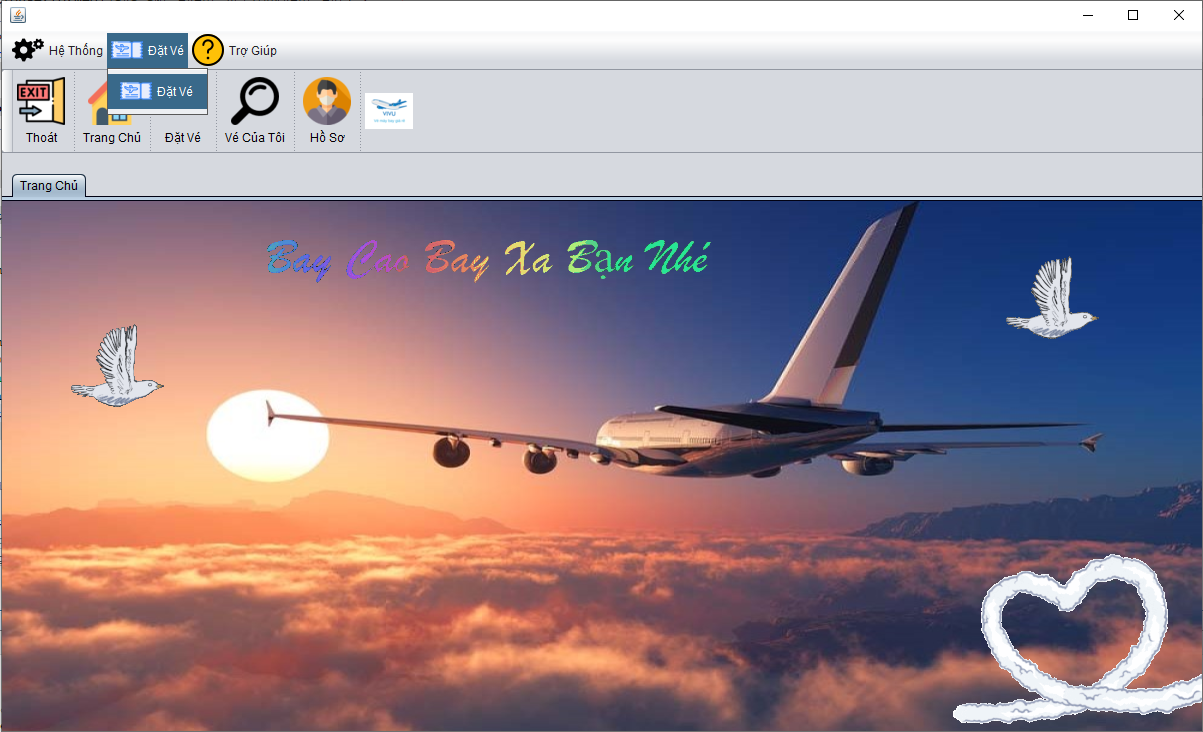 Hệ Thống Đặt Vé ? Trợ Giúp
Đặt Vé
EXIT
VIVU
Thoát Trang Chủ Đặt Vé Vé Của Tôi Hồ Sơ
Trang Chủ
Bay Cao Bay Xa Bạn Nhé